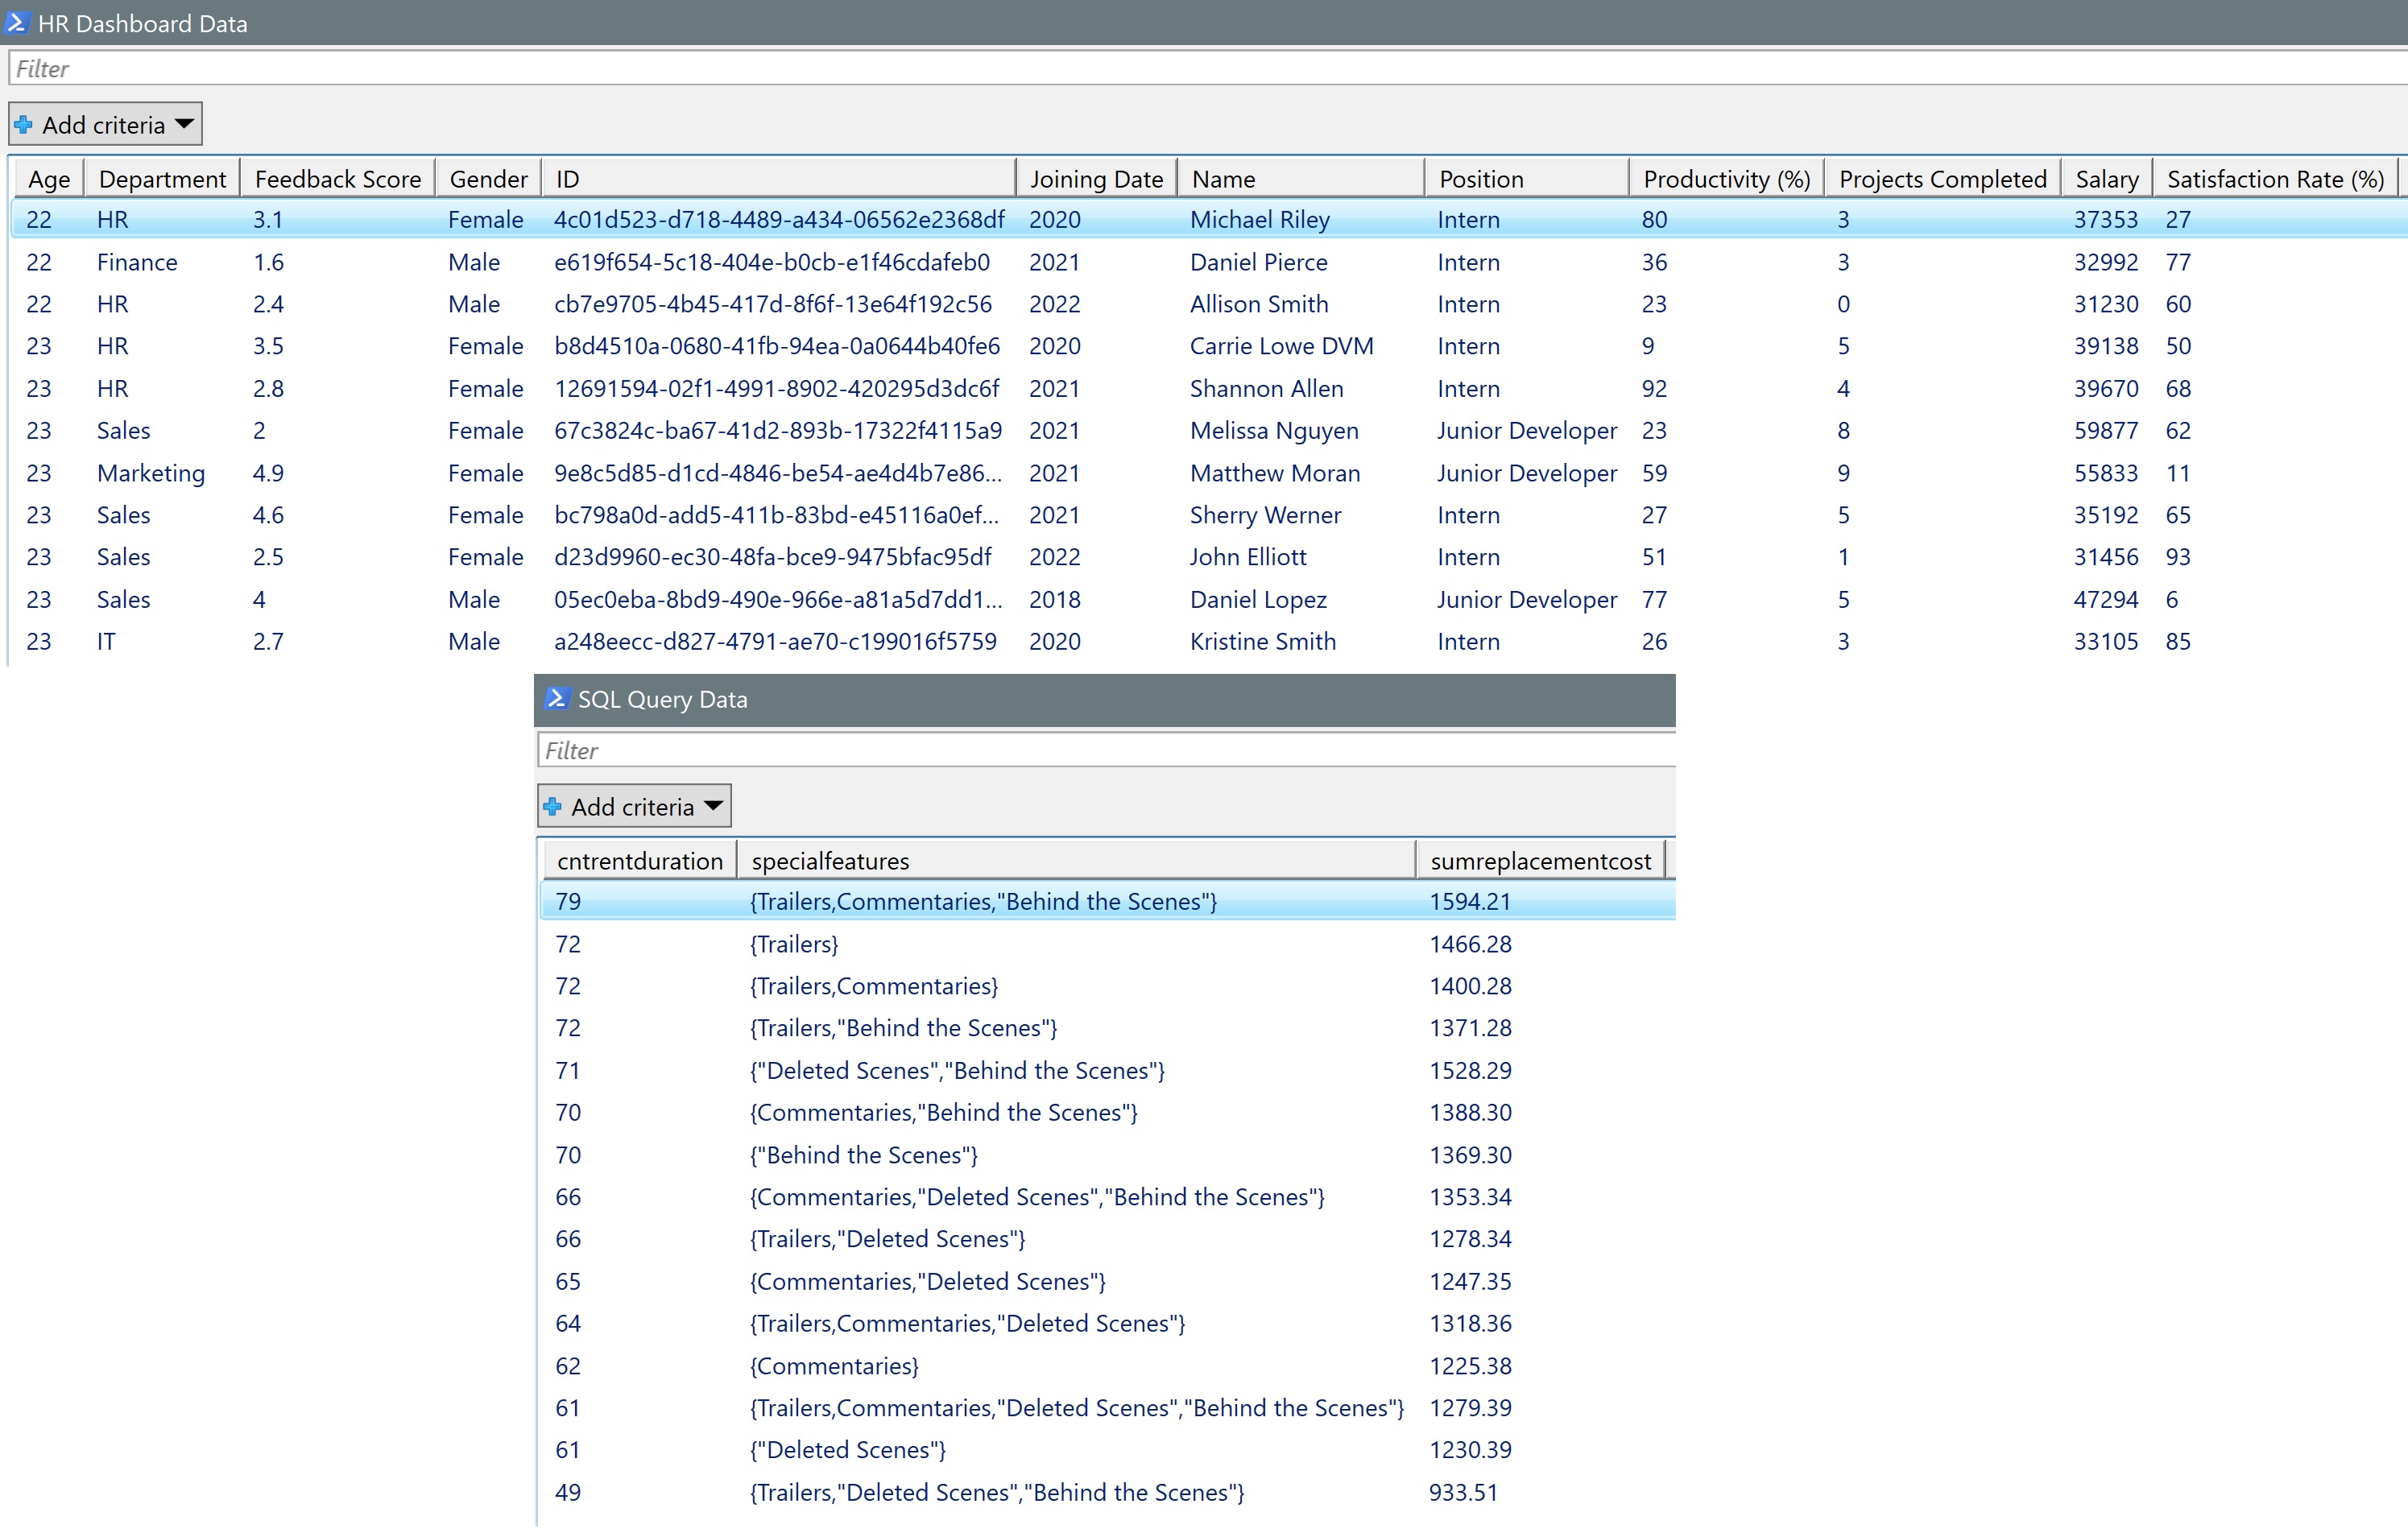 HR Dashboard Data
Filter
Add criteria
Age Department Feedback Score Gender ID Joining Date Name Position Productivity (%) Projects Completed Salary Satisfaction Rate (%)
22 HR 3.1 Female 4c01d523-d718-4489-a434-06562e2368df 2020 Michael Riley Intern 80 3 37353 27
22 Finance 1.6 Male e619f654-5c18-404e-b0cb-e1f46cdafeb0 2021 Daniel Pierce Intern 36 3 32992 77
22 HR 2.4 Male cb7e9705-4b45-417d-8f6f-13e64f192c56 2022 Allison Smith Intern 23 0 31230 60
23 HR 3.5 Female b8d4510a-0680-41fb-94ea-0a0644b40fe6 2020 Carrie Lowe DVM Intern 9 5 39138 50
23 HR 2.8 Female 12691594-02f1-4991-8902-420295d3dc6f 2021 Shannon Allen Intern 92 4 39670 68
23 Sales 2 Female 67c3824c-ba67-41d2-893b-17322f4115a9 2021 Melissa Nguyen Junior Developer 23 8 59877 62
23 Marketing 4.9 Female 9e8c5d85-d1cd-4846-be54-ae4d4b7e86... 2021 Matthew Moran Junior Developer 59 9 55833 11
23 Sales 4.6 Female bc798a0d-add5-411b-83bd-e45116a0ef... 2021 Sherry Werner Intern 27 5 35192 65
23 Sales 2.5 Female d23d9960-ec30-48fa-bce9-9475bfac95df 2022 John Elliott Intern 51 1 31456 93
23 Sales 4 Male 05ec0eba-8bd9-490e-966e-a81a5d7dd1... 2018 Daniel Lopez Junior Developer 77 5 47294 6
23 IT 2.7 Male a248eecc-d827-4791-ae70-c199016f5759 2020 Kristine Smith Intern 26 3 33105 85
SQL Query Data
Filter
Add criteria
cntrentduration specialfeatures sumreplacementcost
79 {Trailers,Commentaries,"Behind the Scenes"} 1594.21
72 {Trailers} 1466.28
72 {Trailers,Commentaries} 1400.28
72 {Trailers,"Behind the Scenes"} 1371.28
71 {"Deleted Scenes","Behind the Scenes"} 1528.29
70 {Commentaries,"Behind the Scenes"} 1388.30
70 {"Behind the Scenes"} 1369.30
66 {Commentaries,"Deleted Scenes","Behind the Scenes"} 1353.34
66 {Trailers,"Deleted Scenes"} 1278.34
65 {Commentaries,"Deleted Scenes"} 1247.35
64 {Trailers,Commentaries,"Deleted Scenes"} 1318.36
62 {Commentaries} 1225.38
61 {Trailers,Commentaries,"Deleted Scenes","Behind the Scenes"} 1279.39
61 {"Deleted Scenes"} 1230.39
49 {Trailers,"Deleted Scenes","Behind the Scenes"} 933.51